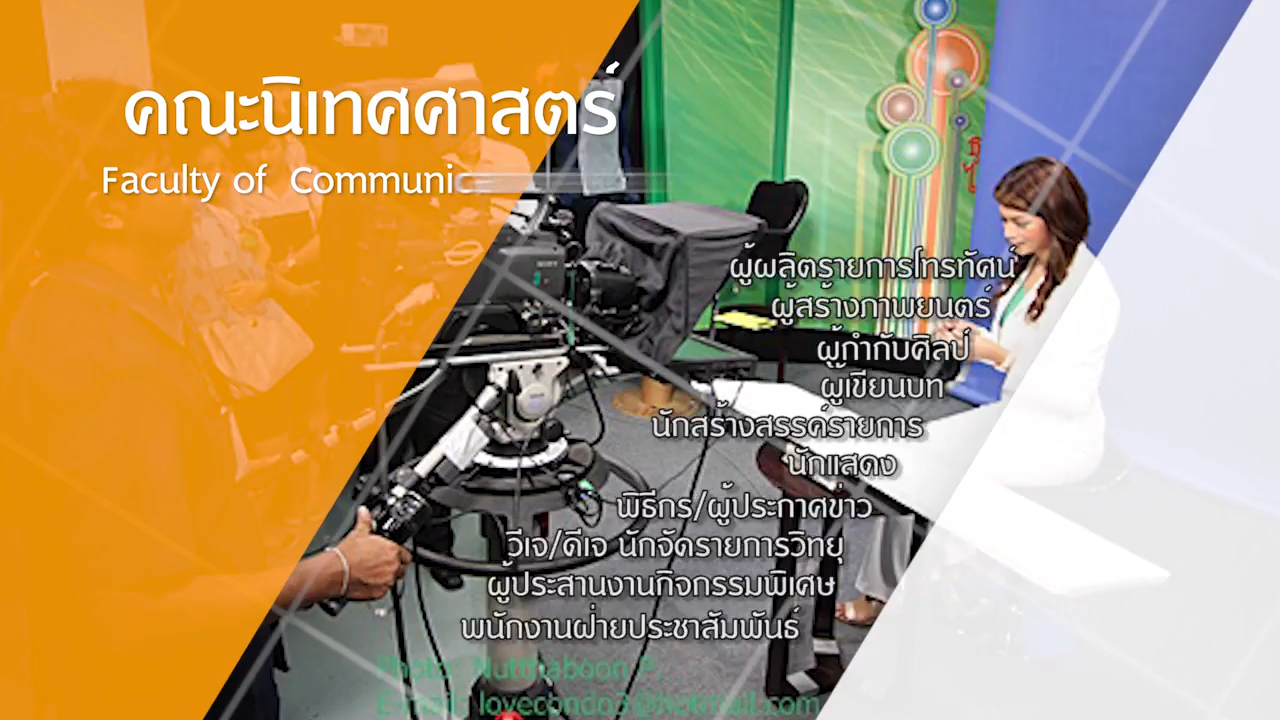 คณะนิเทศศาสตร์
Faculty of Communic
ผู้ผลิตรายการโทรทัศน์
ผู้สร้างภาพยนตร์
ผู้กำกับศิลป์
ผู้เขียนบท
นักสร้างสรรค์รายการ
นักแสดง
พิธีกร/ผู้ประกาศข่าว
วีเจ/ดีเจ นักจัดรายการวิทยุ
ผู้ประสานงานกิจกรรมพิเศษ
พนักงานฝ่ายประชาสัมพันธ์
Photo: Nutthaboon P.
E-mail: lovecondo3@hotmail.com